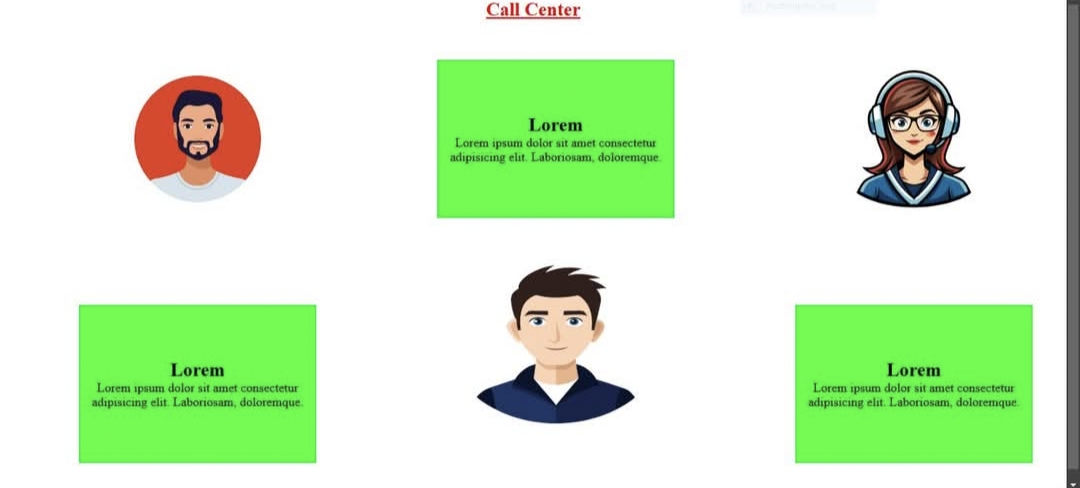 Call Center
Lorem
Lorem ipsum dolor sit amet consectetur
adipisicing elit. Laboriosam, doloremque.
Lorem
Lorem ipsum dolor sit amet consectetur
adipisicing elit. Laboriosam, doloremque.
Lorem
Lorem ipsum dolor sit amet consectetur
adipisicing elit. Laboriosam, doloremque.